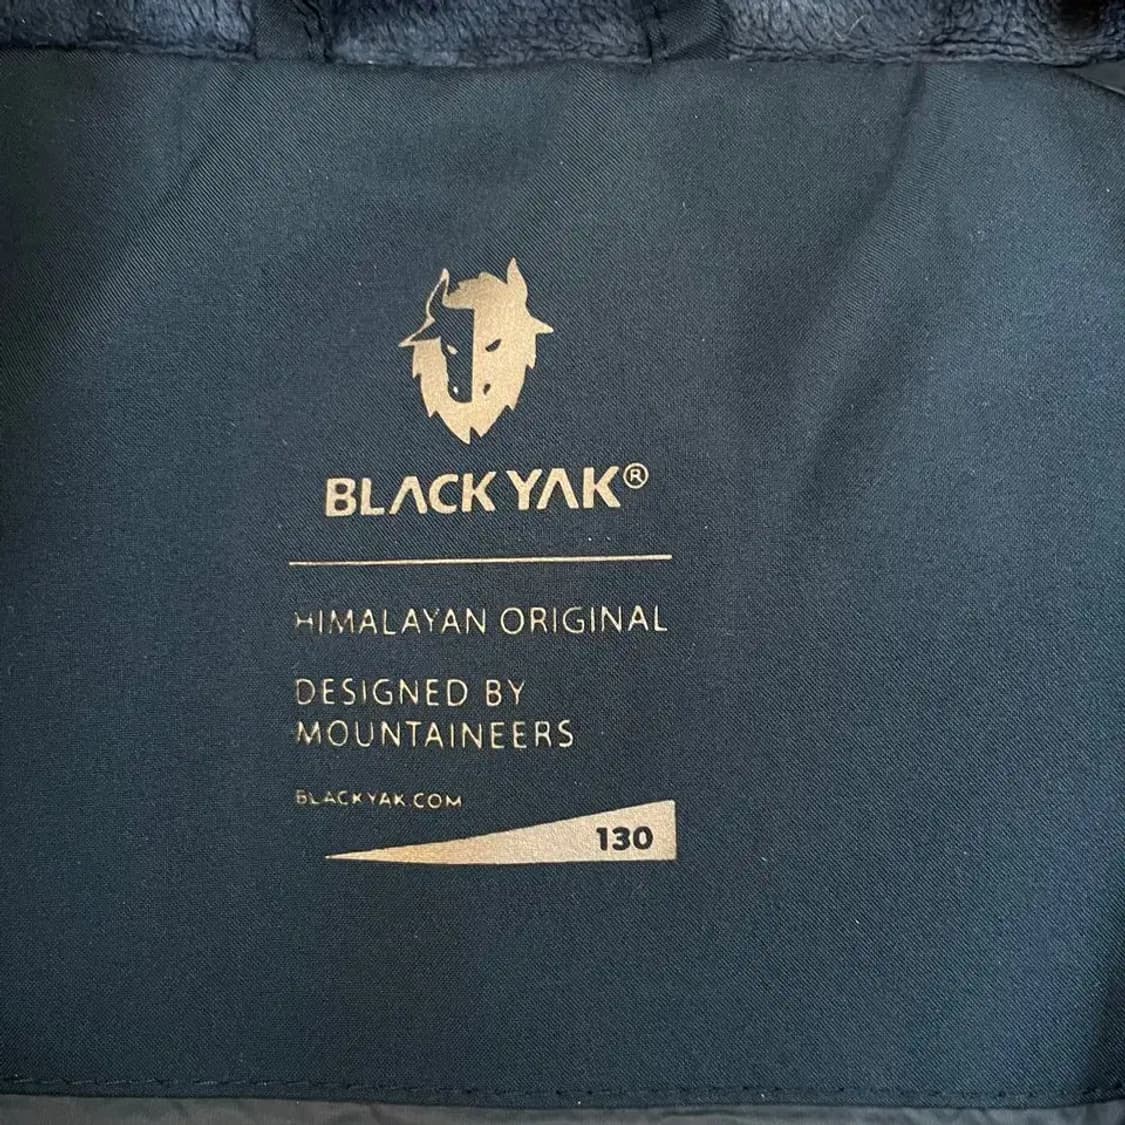 BLACK YAK®
HIMALAYAN ORIGINAL
DESIGNED BY
MOUNTAINEERS
BLACKYAK.COM
130